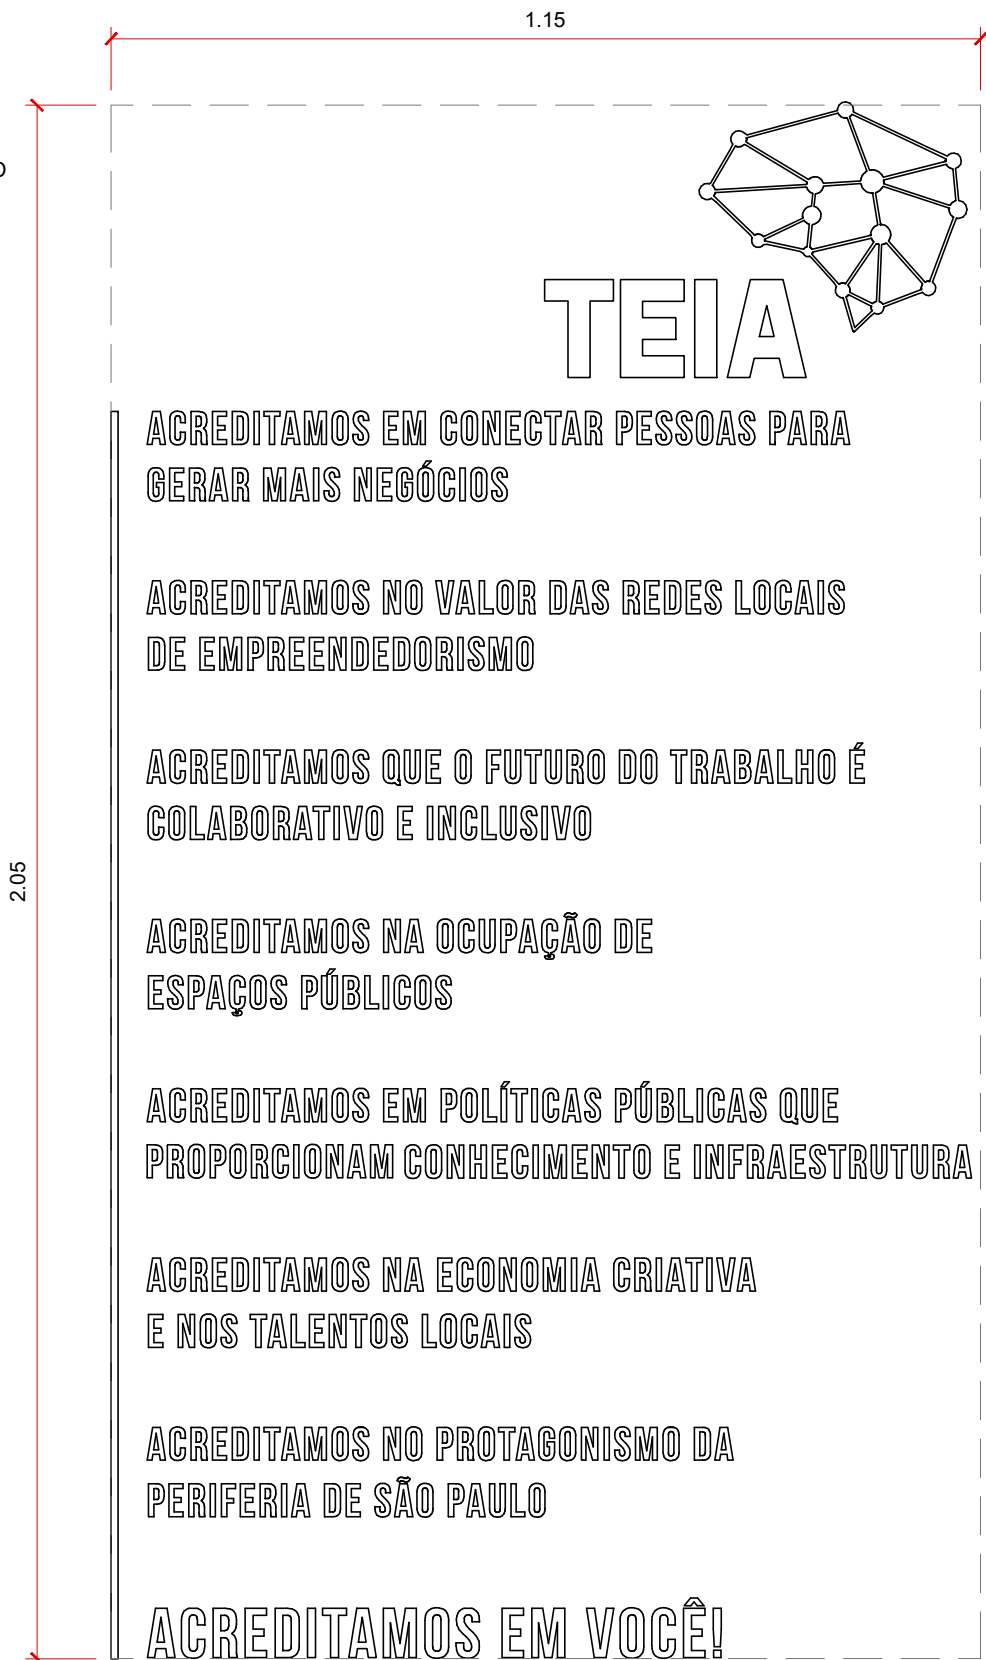 1.15
O
TEIA
ACREDITAMOS EM CONECTAR PESSOAS PARA
GERAR MAIS NEGÓCIOS
ACREDITAMOS NO VALOR DAS REDES LOCAIS
DE EMPREENDEDORISMO
ACREDITAMOS QUE O FUTURO DO TRABALHO É
COLABORATIVO E INCLUSIVO
2.05
ACREDITAMOS NA OCUPAÇÃO DE
ESPAÇOS PÚBLICOS
ACREDITAMOS EM POLÍTICAS PÚBLICAS QUE
PROPORCIONAM CONHECIMENTO E INFRAESTRUTURA
ACREDITAMOS NA ECONOMIA CRIATIVA
E NOS TALENTOS LOCAIS
ACREDITAMOS NO PROTAGONISMO DA
PERIFERIA DE SÃO PAULO
ACREDITAMOS EM VOCÊ!